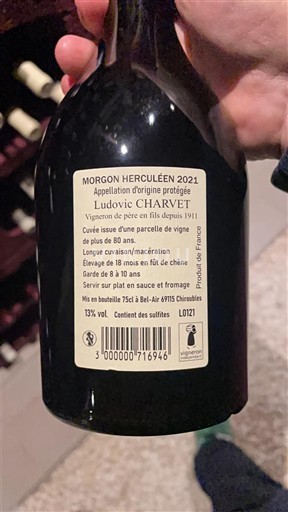 MORGON HERCULÉEN 2021
Appellation d'origine protégée
Ludovic CHARVET
Vigneron de père en fils depuis 1911
Cuvée issue d'une parcelle de vigne
de plus de 80 ans.
Longue cuvaison/macération
Élevage de 18 mois en fût de chêne
Garde de 8 à 10 ans
Servir sur plat en sauce et fromage
Produit de France
Mis en bouteille 75cl à Bel-Air 69115 Chiroubles
13% vol. Contient des sulfites L0121
3 000000 716946
vigneron